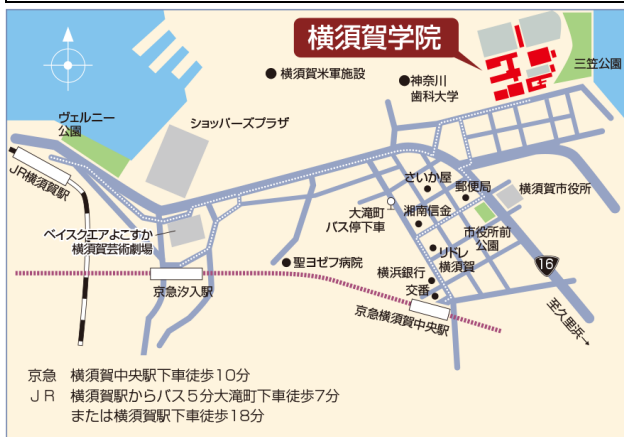 横須賀学院
三笠公園
横須賀米軍施設
神奈川
歯科大学
ヴェルニー
公園
ショッパーズプラザ
JR横須賀駅
さいか屋
郵便局
横須賀市役所
大滝町
バス停下車
湘南信金
市役所前
公園
ベイスクエアよこすか
横須賀芸術劇場
リドレ
横須賀
聖ヨゼフ病院
横浜銀行
16
交番
京急汐入駅
京急横須賀中央駅
至久里浜→
京急 横須賀中央駅下車徒歩10分
JR 横須賀駅からバス5分大滝町下車徒歩7分
または横須賀駅下車徒歩18分